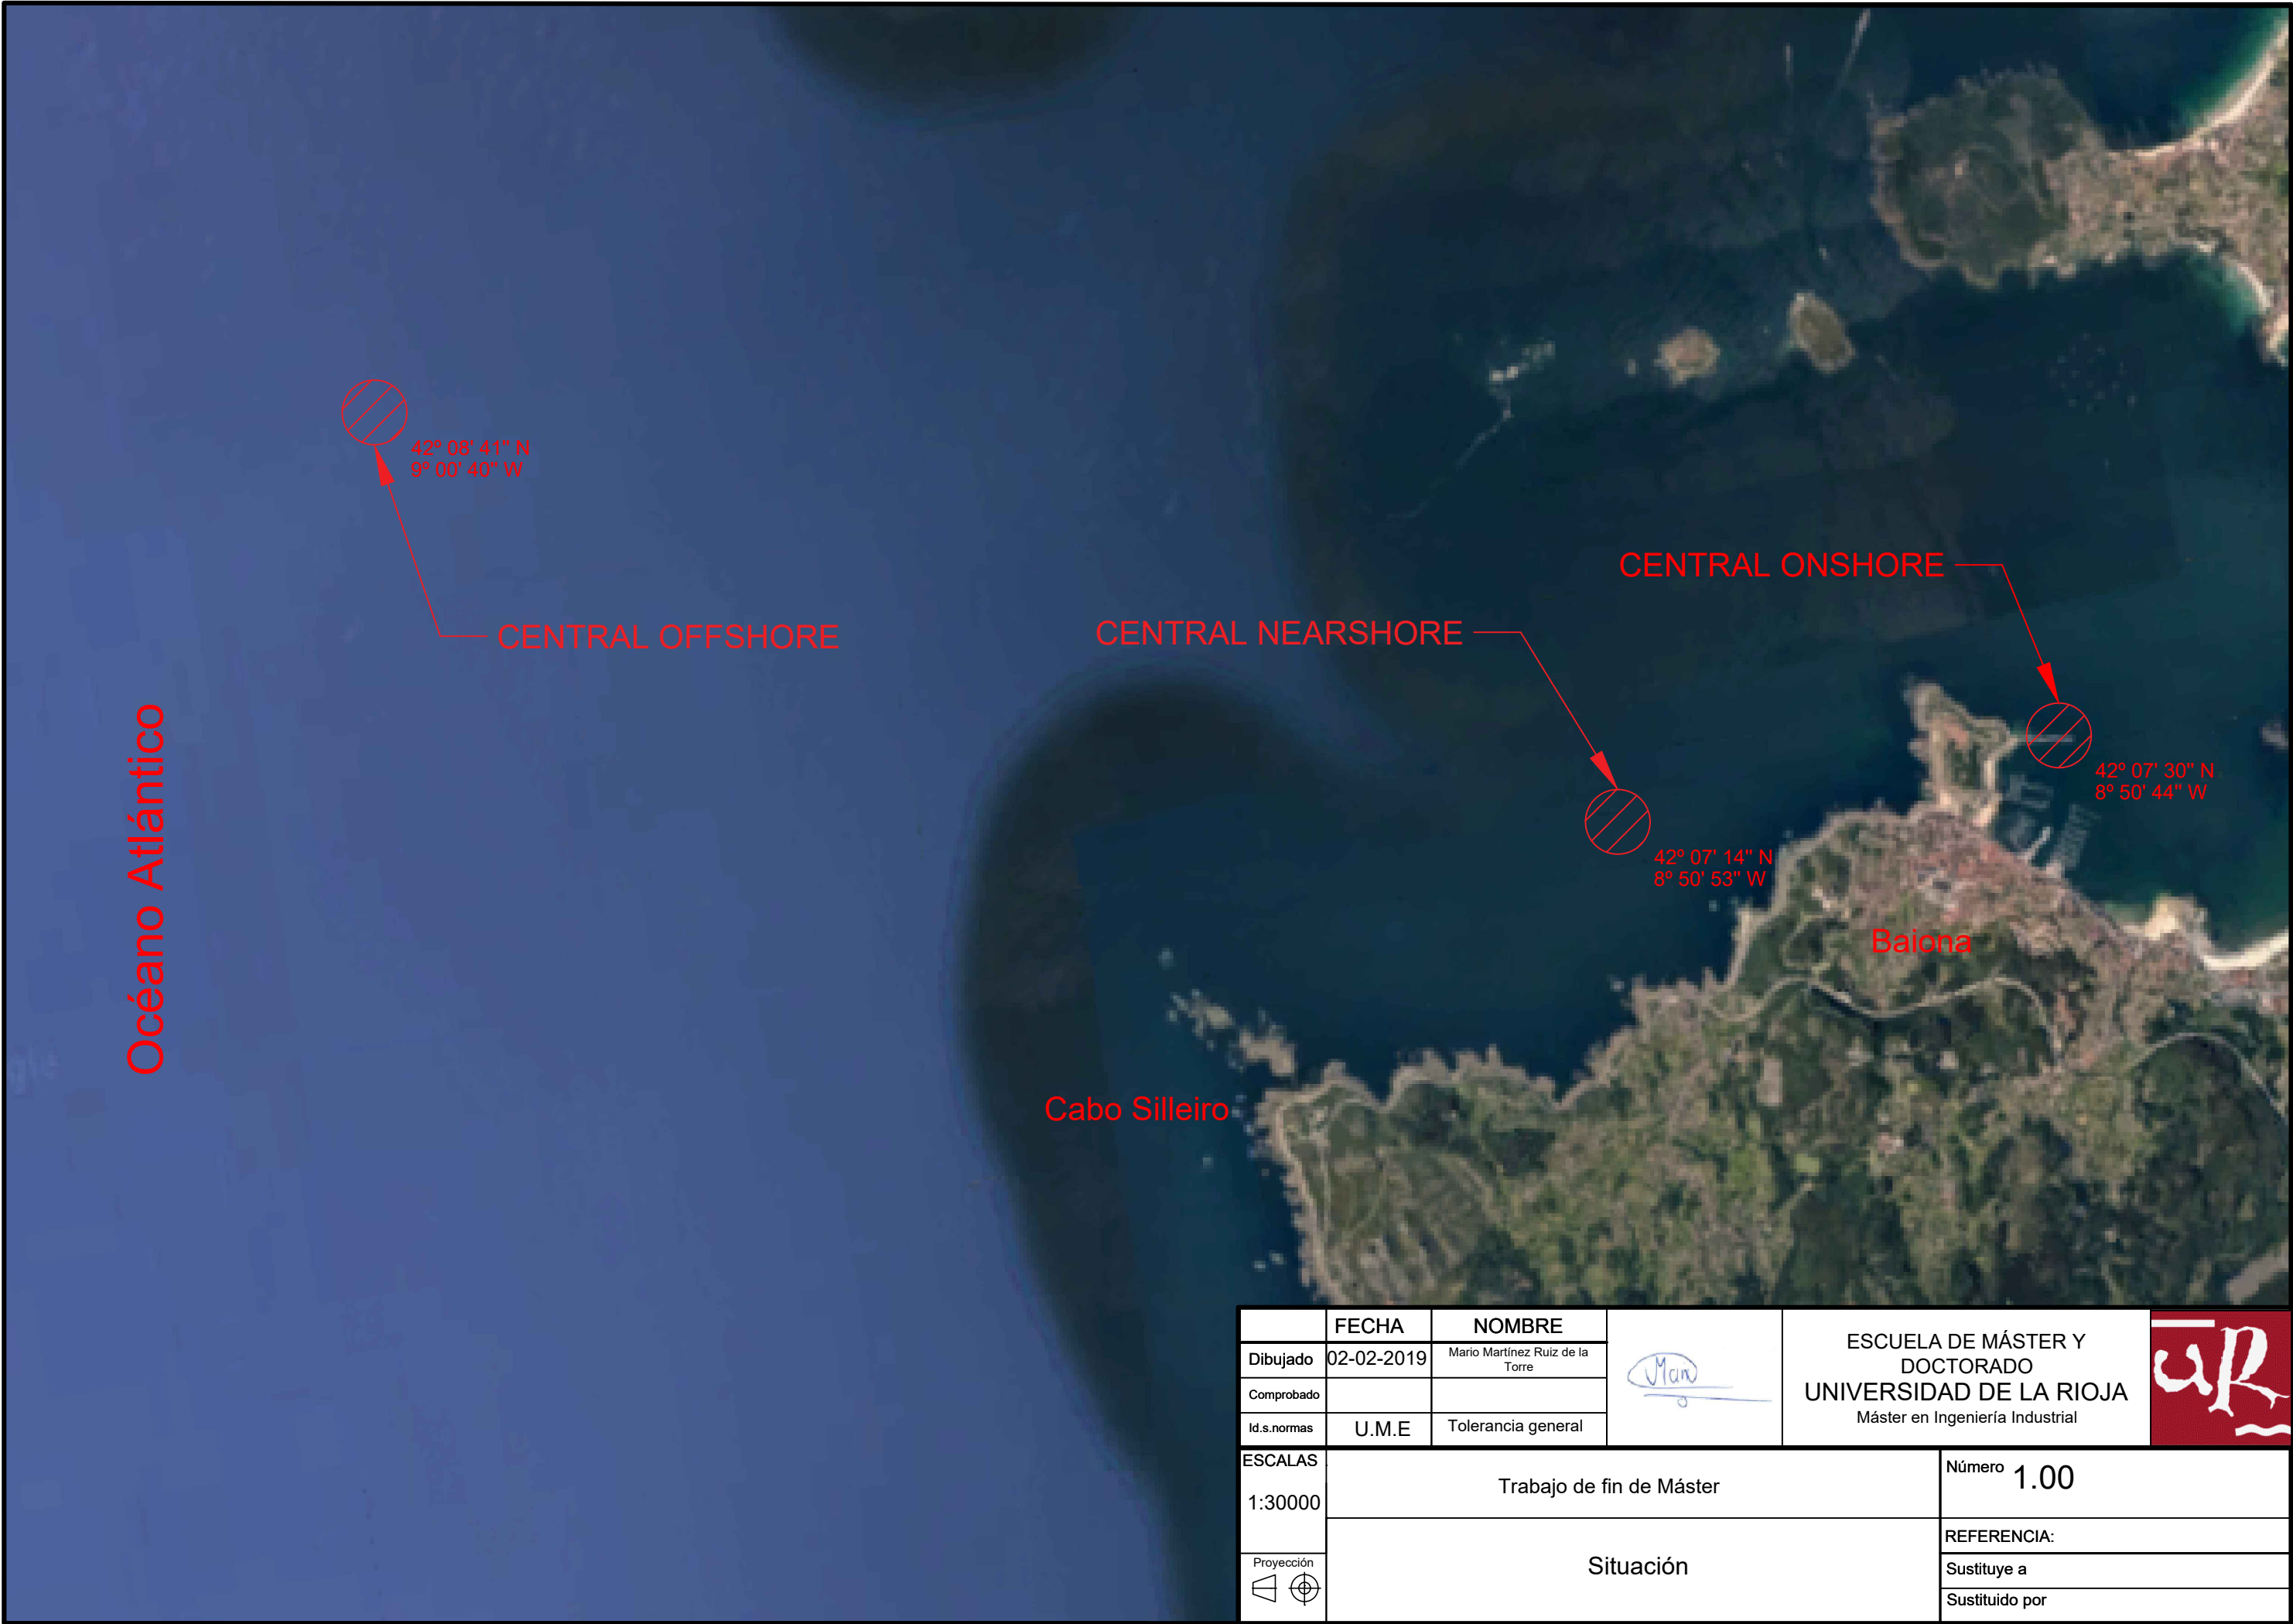 42º 08' 41" N
9º 00' 40" W
CENTRAL OFFSHORE
CENTRAL NEARSHORE
CENTRAL ONSHORE
42º 07' 30" N
8º 50' 44" W
42º 07' 14" N
8º 50' 53" W
Océano Atlántico
Baiona
Cabo Silleiro
FECHA
NOMBRE
Dibujado
02-02-2019
Mario Martínez Ruiz de la
Torre
Comprobado
Id.s.normas
U.M.E
Tolerancia general
ESCUELA DE MÁSTER Y
DOCTORADO
UNIVERSIDAD DE LA RIOJA
Máster en Ingeniería Industrial
UR
ESCALAS
1:30000
Trabajo de fin de Máster
Número 1.00
Proyección
Situación
REFERENCIA:
Sustituye a
Sustituido por